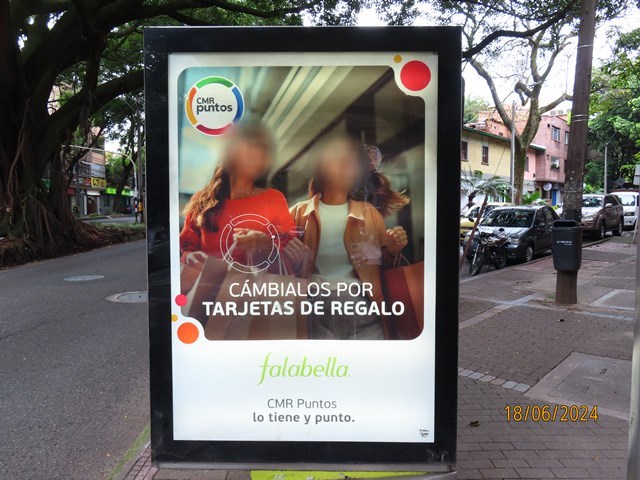 CMR
puntos
CÁMBIALOS POR
TARJETAS DE REGALO
falabella.
CMR Puntos
lo tiene y punto.
18/06/2024